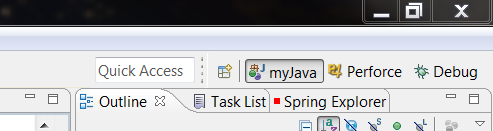 Quick Access myJava Perforce Debug
Outline Task List Spring Explorer